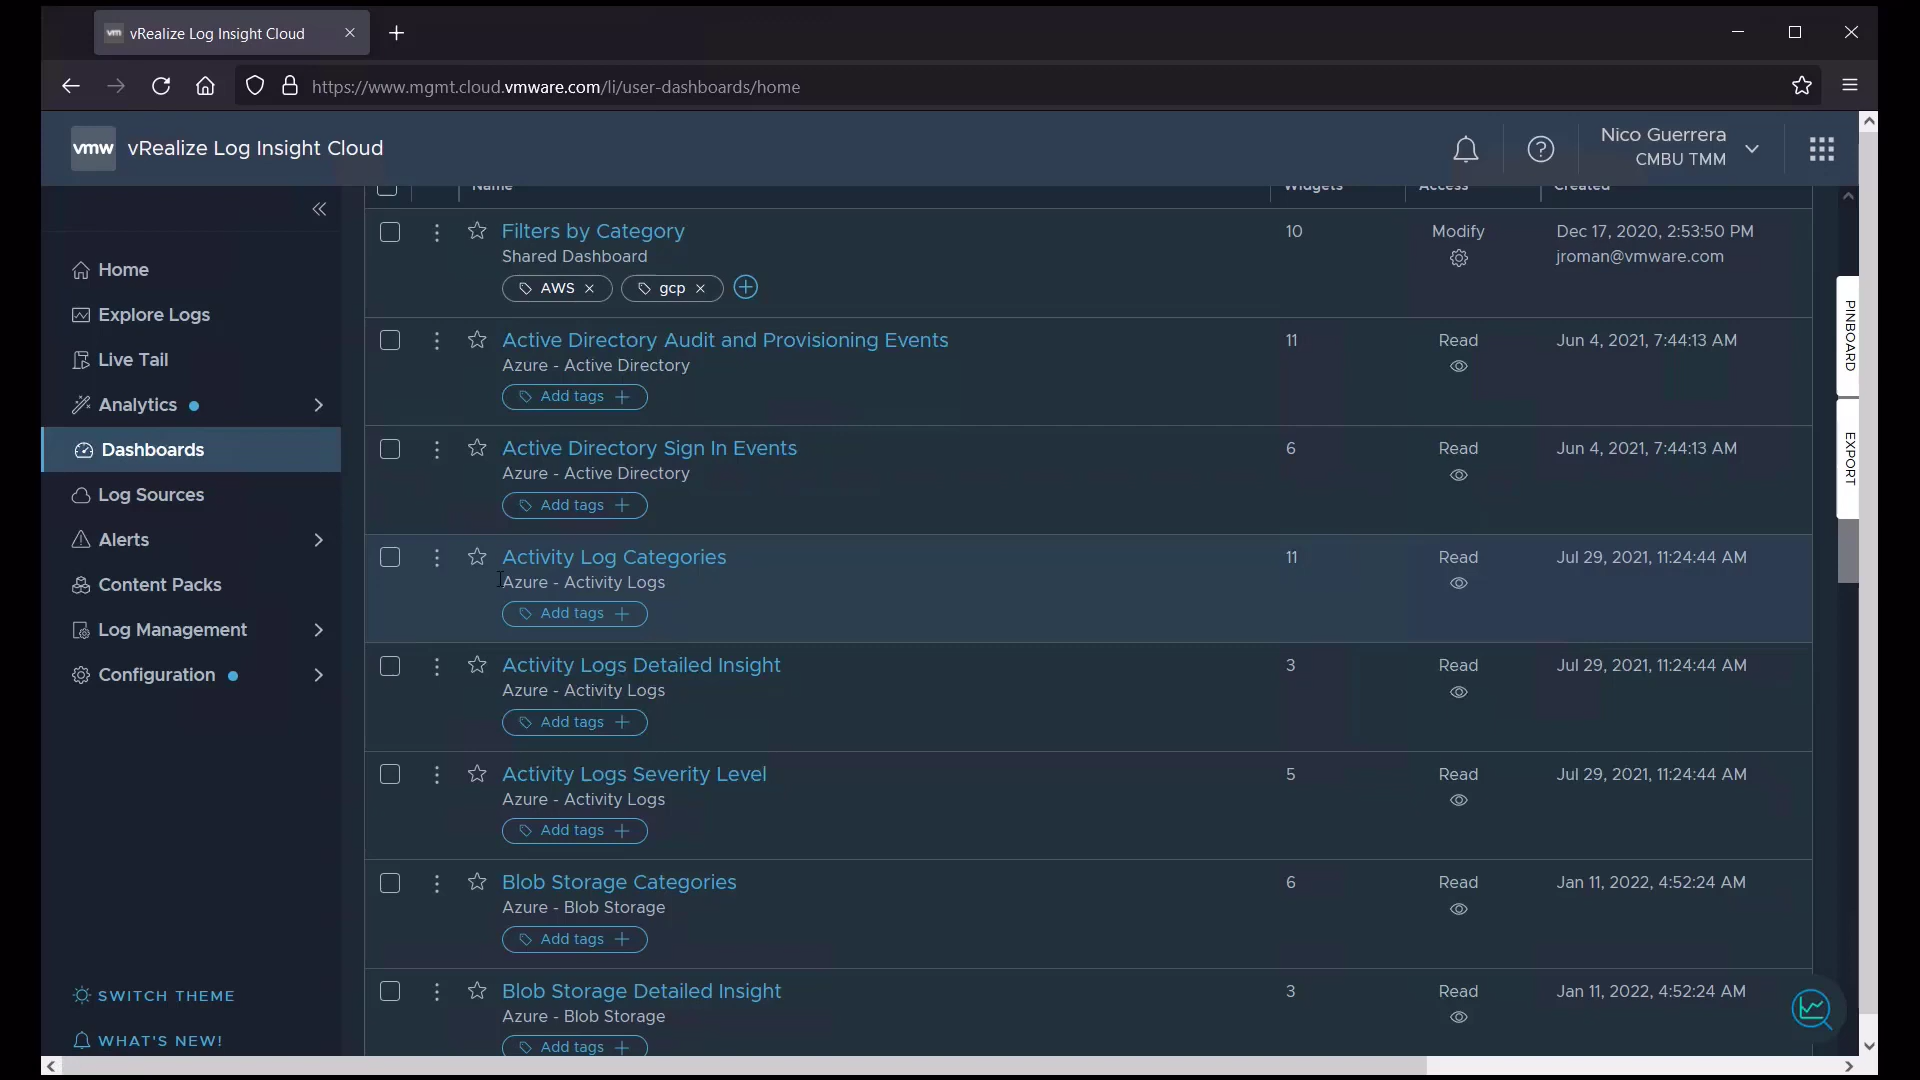 vm vRealize Log Insight Cloud
https://www.mgmt.cloud.vmware.com/li/user-dashboards/home
vmw vRealize Log Insight Cloud
Nico Guerrera
CMBU TMM
Home
Explore Logs
Live Tail
Analytics
Dashboards
Log Sources
Alerts
Content Packs
Log Management
Configuration
SWITCH THEME
WHAT'S NEW!
Name Widgets Access Created
Filters by Category 10 Modify Dec 17, 2020, 2:53:50 PM
Shared Dashboard jroman@vmware.com
AWS gcp
Active Directory Audit and Provisioning Events 11 Read Jun 4, 2021, 7:44:13 AM
Azure - Active Directory
Add tags
Active Directory Sign In Events 6 Read Jun 4, 2021, 7:44:13 AM
Azure - Active Directory
Add tags
Activity Log Categories 11 Read Jul 29, 2021, 11:24:44 AM
Azure - Activity Logs
Add tags
Activity Logs Detailed Insight 3 Read Jul 29, 2021, 11:24:44 AM
Azure - Activity Logs
Add tags
Activity Logs Severity Level 5 Read Jul 29, 2021, 11:24:44 AM
Azure - Activity Logs
Add tags
Blob Storage Categories 6 Read Jan 11, 2022, 4:52:24 AM
Azure - Blob Storage
Add tags
Blob Storage Detailed Insight 3 Read Jan 11, 2022, 4:52:24 AM
Azure - Blob Storage
Add tags
PINBOARD
EXPORT